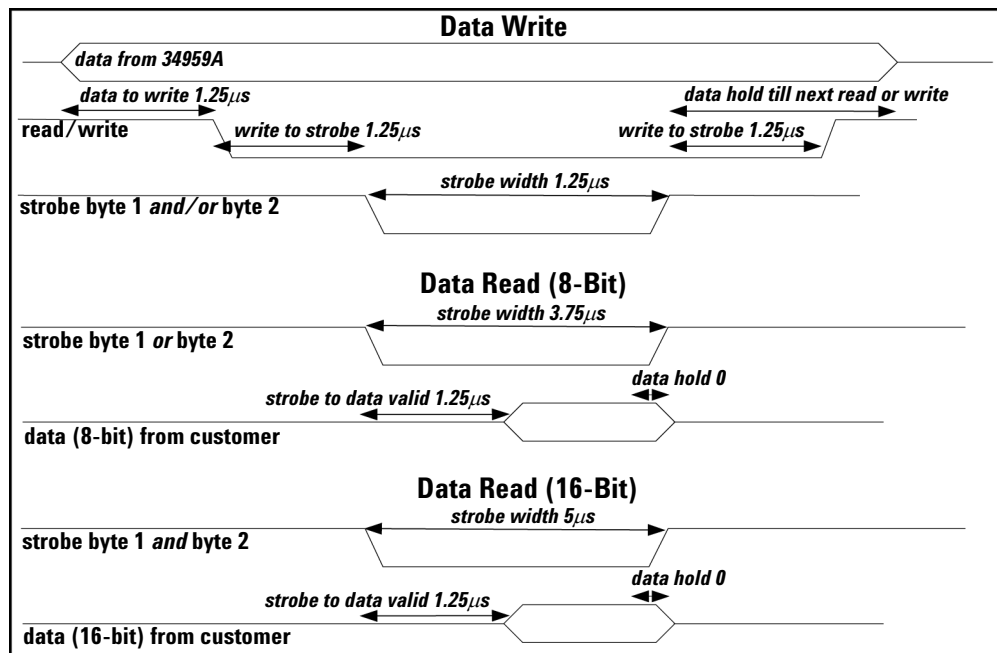 Data Write
data from 34959A
data to write 1.25µs
data hold till next read or write
read/write
write to strobe 1.25µs
write to strobe 1.25µs
strobe width 1.25µs
strobe byte 1 and/or byte 2
Data Read (8-Bit)
strobe width 3.75µs
strobe byte 1 or byte 2
data hold 0
strobe to data valid 1.25µs
data (8-bit) from customer
Data Read (16-Bit)
strobe width 5µs
strobe byte 1 and byte 2
data hold 0
strobe to data valid 1.25µs
data (16-bit) from customer